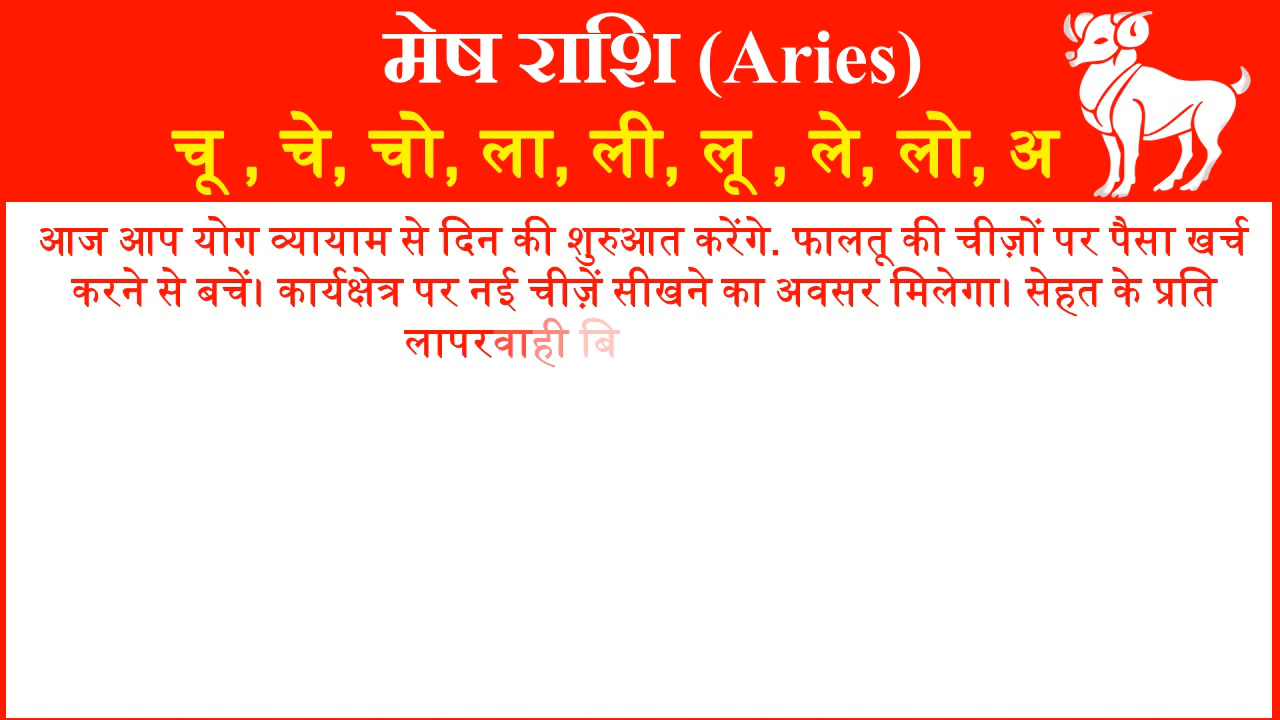 मेष राशि (Aries)
चू , चे, चो, ला, ली, लू , ले, लो, अ
आज आप योग व्यायाम से दिन की शुरुआत करेंगे. फालतू की चीज़ों पर पैसा खर्च
करने से बचें। कार्यक्षेत्र पर नई चीज़ें सीखने का अवसर मिलेगा। सेहत के प्रति
लापरवाही बि